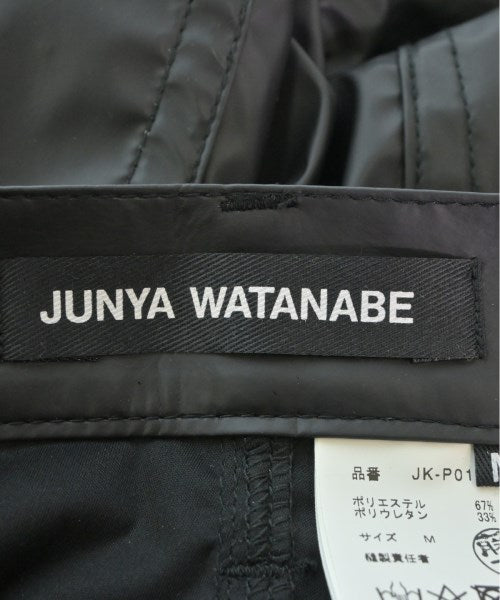 JUNYA WATANABE
品番 JK-P01
ポリエステル 67%
ポリウレタン 33%
サイズ M
縫製責任者